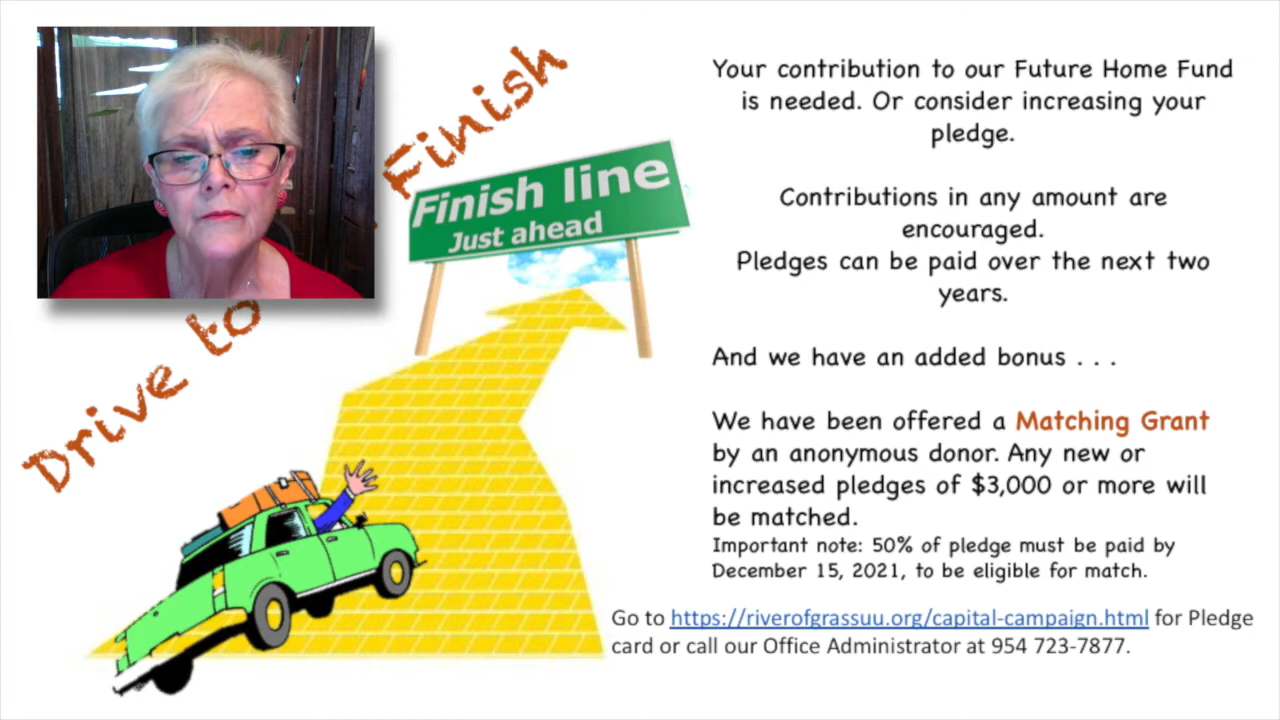 Drive to Finish
Finish line
Just ahead
Your contribution to our Future Home Fund
is needed. Or consider increasing your
pledge.
Contributions in any amount are
encouraged.
Pledges can be paid over the next two
years.
And we have an added bonus . . .
We have been offered a Matching Grant
by an anonymous donor. Any new or
increased pledges of $3,000 or more will
be matched.
Important note: 50% of pledge must be paid by
December 15, 2021, to be eligible for match.
Go to https://riverofgrassuu.org/capital-campaign.html for Pledge
card or call our Office Administrator at 954 723-7877.